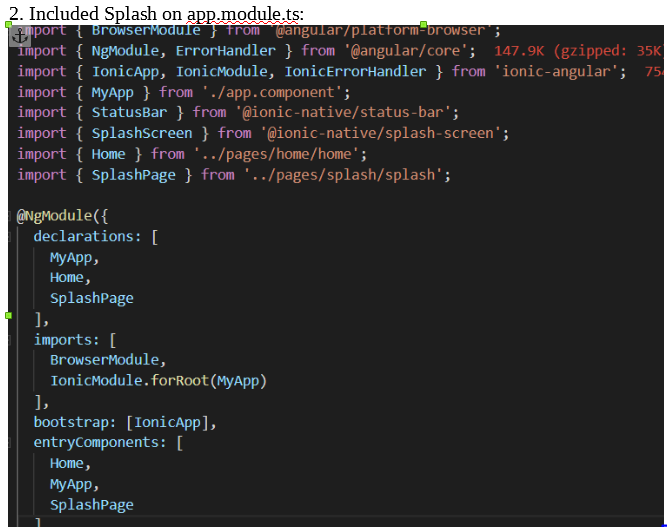 2. Included Splash on app.module.ts:
import { BrowserModule } from '@angular/platform-browser';
import { NgModule, ErrorHandler } from '@angular/core'; 147.9K (gzipped: 35K
import { IonicApp, IonicModule, IonicErrorHandler } from 'ionic-angular'; 754
import { MyApp } from './app.component';
import { StatusBar } from '@ionic-native/status-bar';
import { SplashScreen } from '@ionic-native/splash-screen';
import { Home } from '../pages/home/home';
import { SplashPage } from '../pages/splash/splash';
@NgModule({
declarations: [
MyApp,
Home,
SplashPage
],
imports: [
BrowserModule,
IonicModule.forRoot(MyApp)
],
bootstrap: [IonicApp],
entryComponents: [
Home,
MyApp,
SplashPage
]